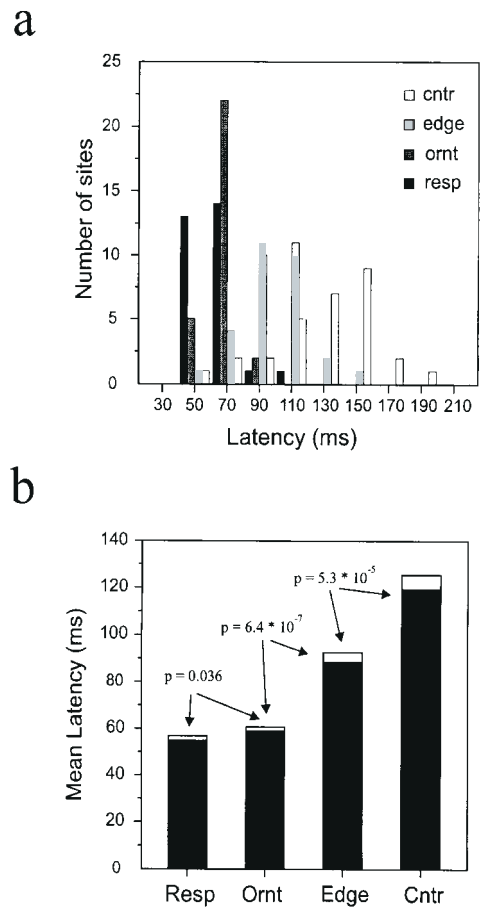 a
25
20
15
10
5
0
Number of sites
cntr
edge
ornt
resp
30 50 70 90 110 130 150 170 190 210
Latency (ms)
b
140
120
100
80
60
40
20
0
Mean Latency (ms)
p = 5.3 * 10⁻⁵
p = 6.4 * 10⁻⁷
p = 0.036
Resp Ornt Edge Cntr